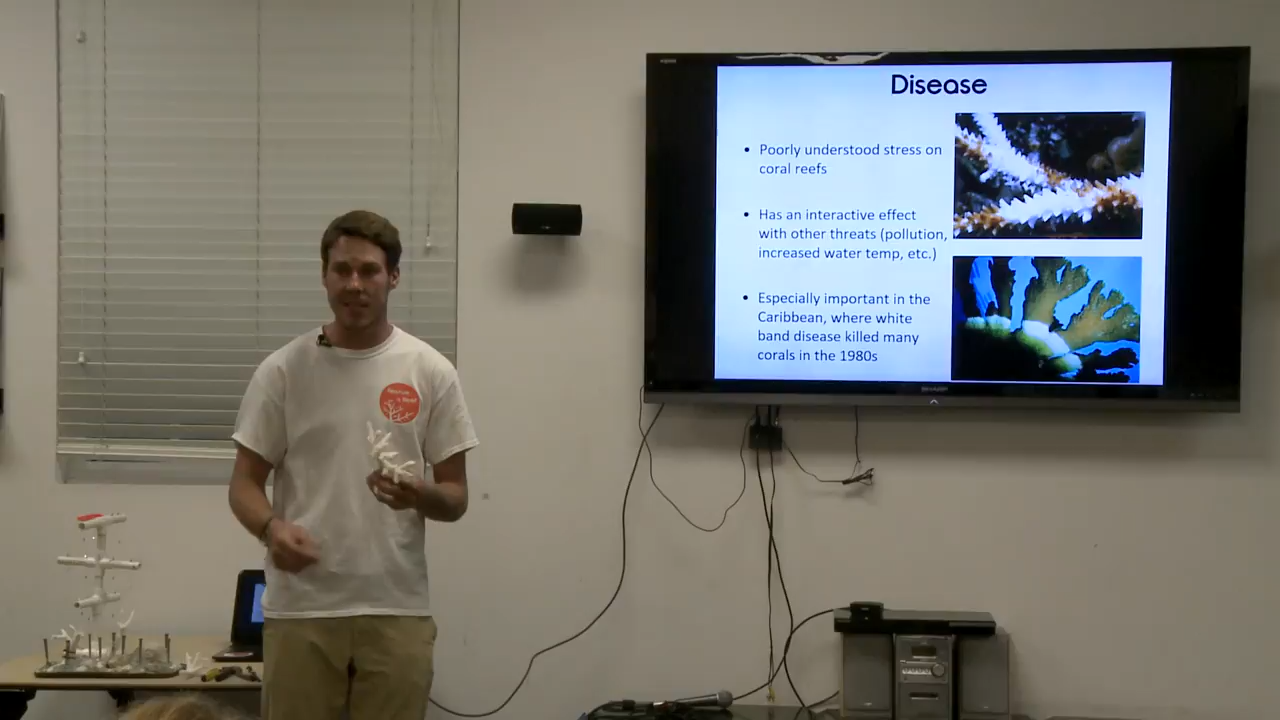 Disease
• Poorly understood stress on
coral reefs
• Has an interactive effect
with other threats (pollution,
increased water temp, etc.)
• Especially important in the
Caribbean, where white
band disease killed many
corals in the 1980s
SHARP